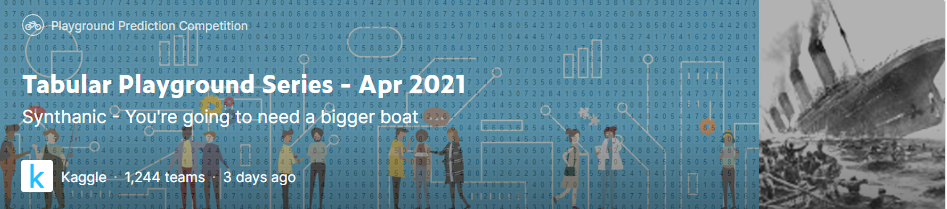 Playground Prediction Competition
Tabular Playground Series - Apr 2021
Synthanic - You're going to need a bigger boat
k Kaggle · 1,244 teams · 3 days ago